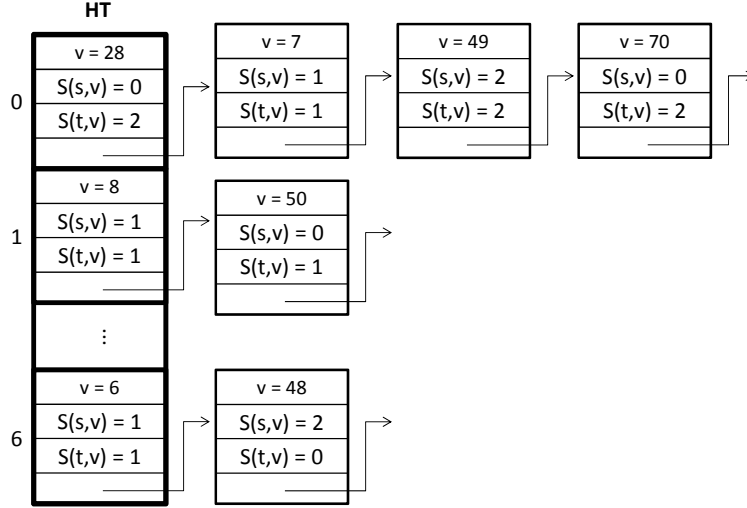 HT
0
v = 28
S(s,v) = 0
S(t,v) = 2
v = 7
S(s,v) = 1
S(t,v) = 1
v = 49
S(s,v) = 2
S(t,v) = 2
v = 70
S(s,v) = 0
S(t,v) = 2
1
v = 8
S(s,v) = 1
S(t,v) = 1
v = 50
S(s,v) = 0
S(t,v) = 1
⋮
6
v = 6
S(s,v) = 1
S(t,v) = 1
v = 48
S(s,v) = 2
S(t,v) = 0